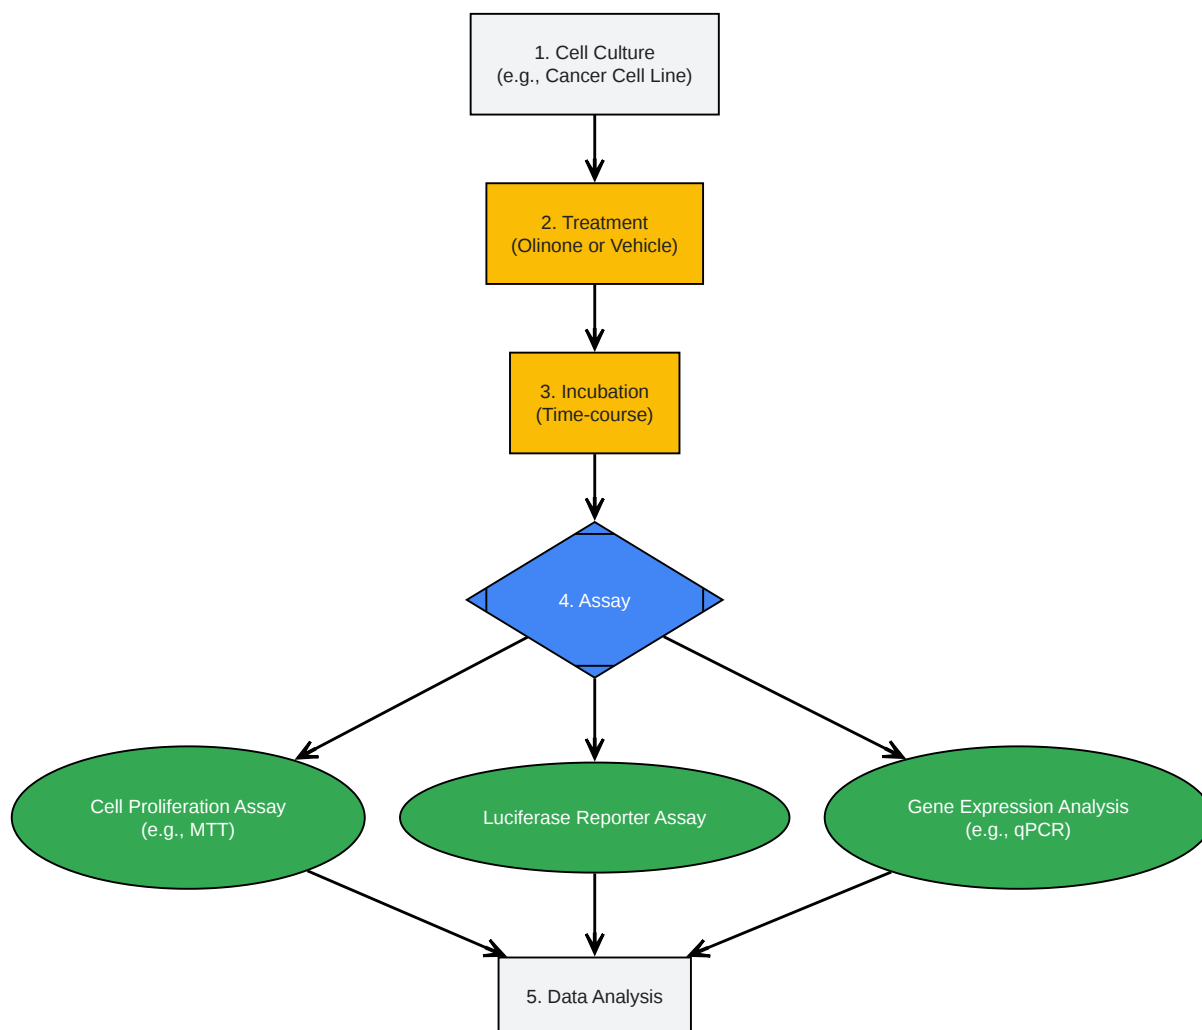 1. Cell Culture
(e.g., Cancer Cell Line)
2. Treatment
(Olinone or Vehicle)
3. Incubation
(Time-course)
4. Assay
Cell Proliferation Assay
(e.g., MTT)
Luciferase Reporter Assay
Gene Expression Analysis
(e.g., qPCR)
5. Data Analysis